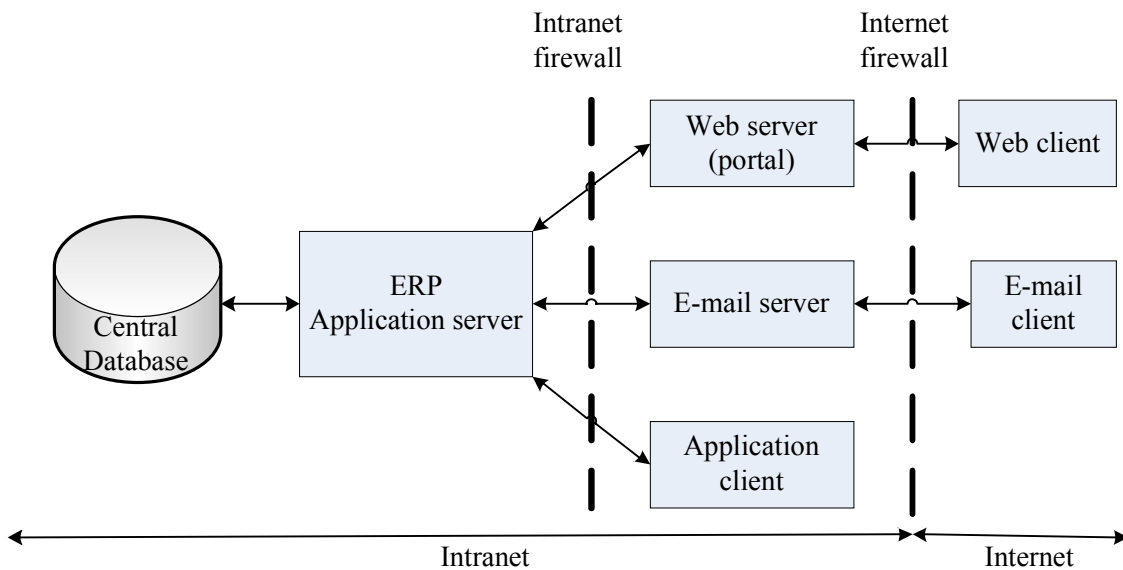 Intranet
firewall
Internet
firewall
Web server
(portal)
Web client
ERP
Application server
E-mail server
E-mail
client
Central
Database
Application
client
Intranet
Internet